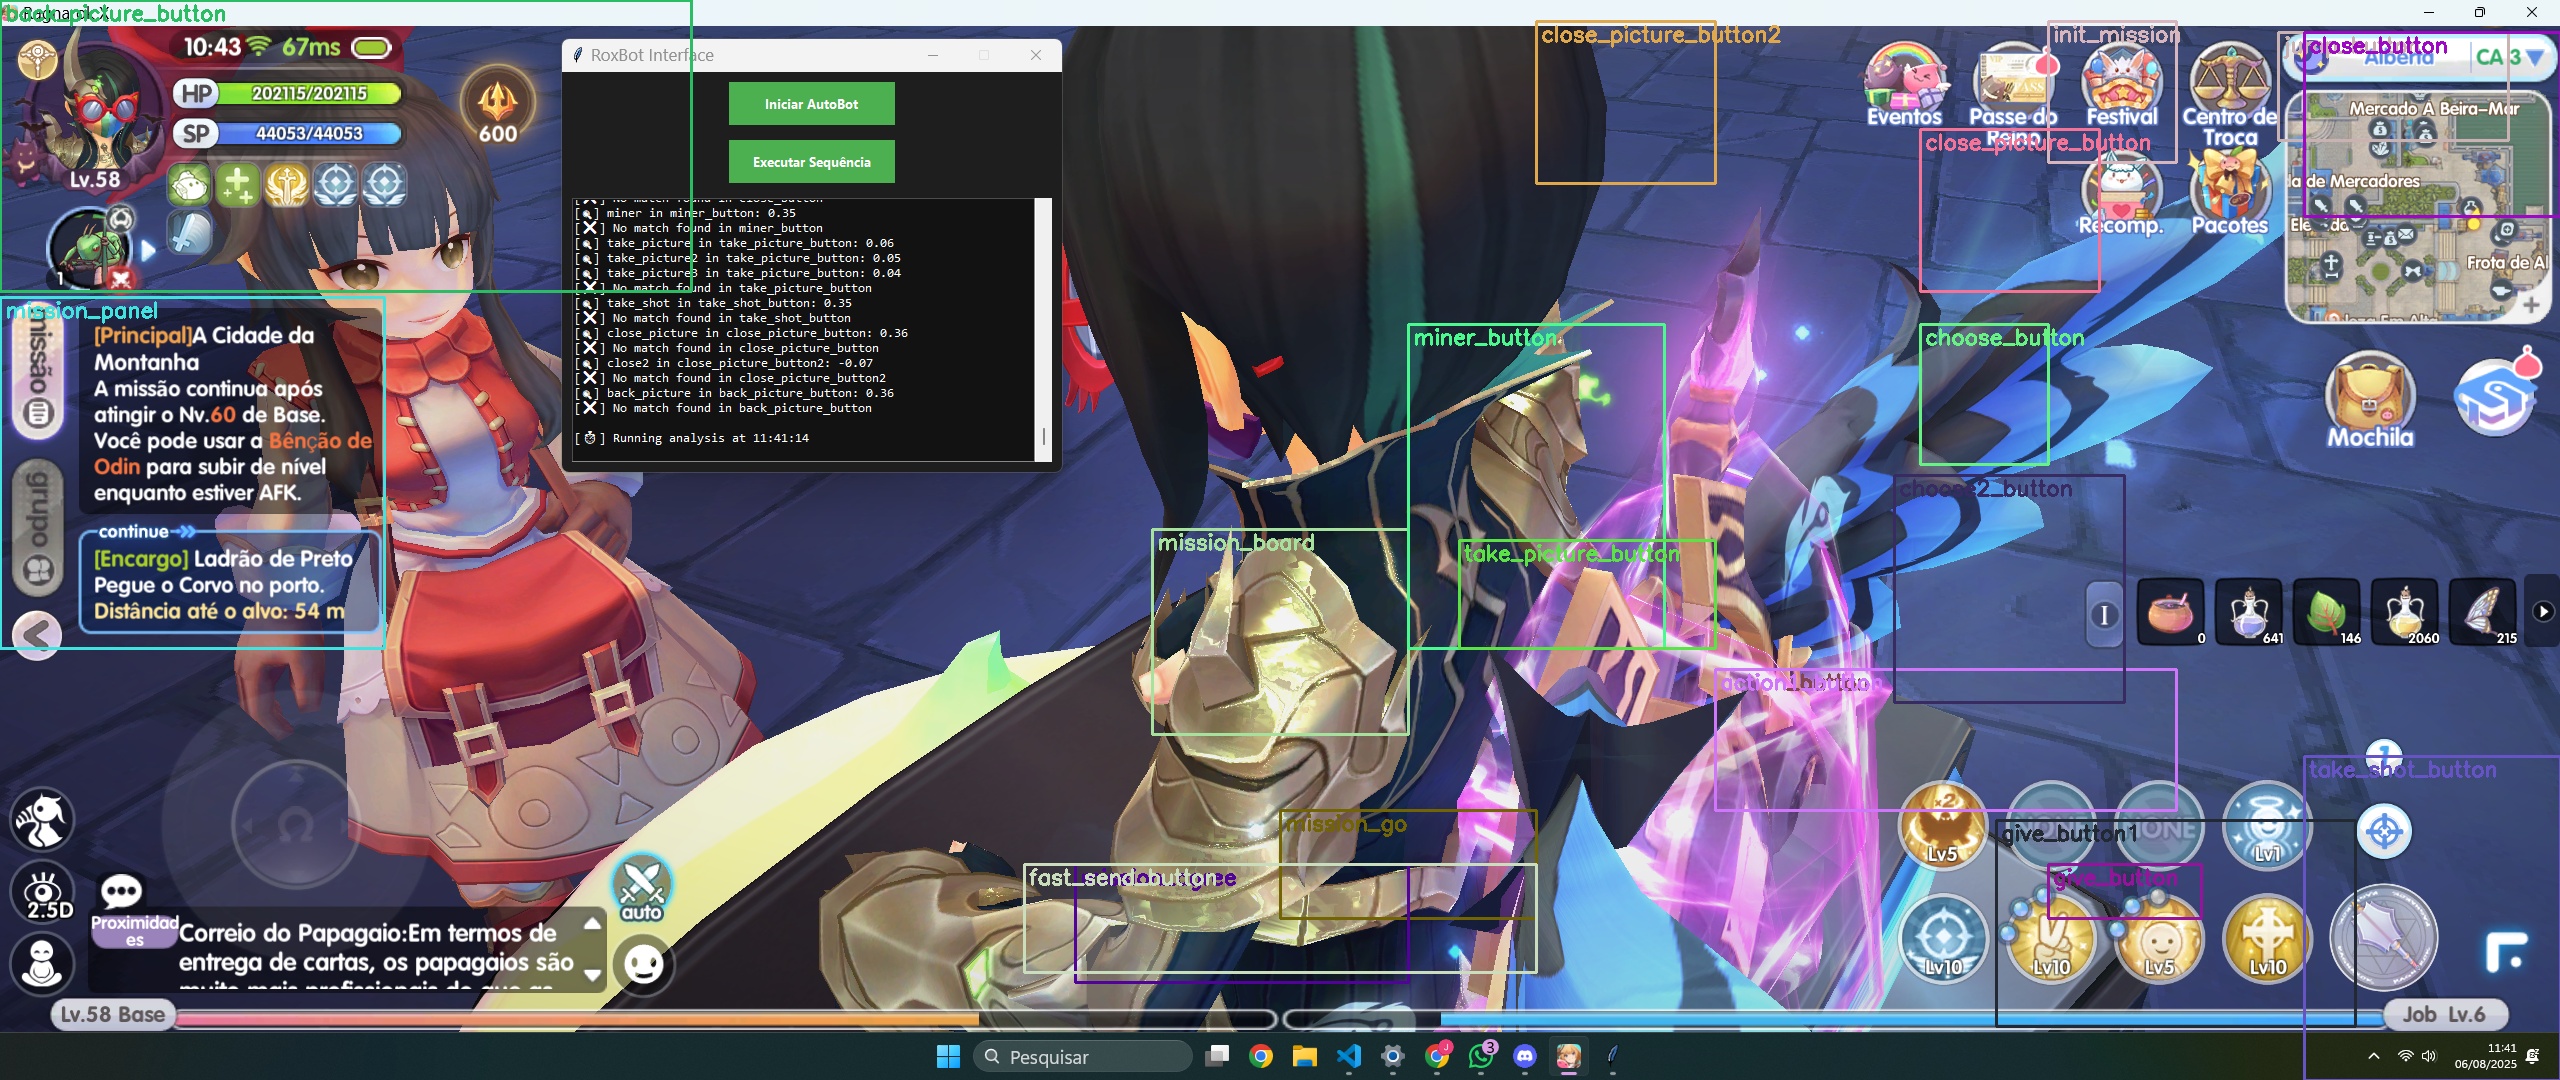 back_picture_button
10:43 67ms
HP 202115/202115
SP 44053/44053
600
Lv.58
1
RoxBot Interface
Iniciar AutoBot
Executar Sequência
[ ] miner in miner_button: 0.35
[X] No match found in miner_button
[ ] take_picture in take_picture_button: 0.06
[ ] take_picture2 in take_picture_button: 0.05
[ ] take_picture3 in take_picture_button: 0.04
[X] No match found in take_picture_button
[ ] take_shot in take_shot_button: 0.35
[X] No match found in take_shot_button
[ ] close_picture in close_picture_button: 0.36
[X] No match found in close_picture_button
[ ] close2 in close_picture_button2: -0.07
[X] No match found in close_picture_button2
[ ] back_picture in back_picture_button: 0.36
[X] No match found in back_picture_button
[ ] Running analysis at 11:41:14
close_picture_button2
init_mission
close_button
Alberta
CA 3
Eventos
Passe do Reino
Festival
Centro de Troca
close_picture_button
Recomp.
Pacotes
Mercado A Beira-Mar
da de Mercadores
Frota de Al
mission_panel
missão
grupo
[Principal]A Cidade da
Montanha
A missão continua após
atingir o Nv.60 de Base.
Você pode usar a Bênção de
Odin para subir de nível
enquanto estiver AFK.
continue
[Encargo] Ladrão de Preto
Pegue o Corvo no porto.
Distância até o alvo: 54 m
miner_button
choose_button
Mochila
choose2_button
mission_board
take_picture_button
I
0
641
146
2060
215
mission_go
give_button1
take_shot_button
1
fast_send_button
give_button
Lv5
ONE
Lv1
Lv10
Lv10
Lv5
Lv10
2.5D
auto
Proximidad
es
Correio do Papagaio:Em termos de
entrega de cartas, os papagaios são
Lv.58 Base
Job Lv.6
Pesquisar
3
11:41
06/08/2025